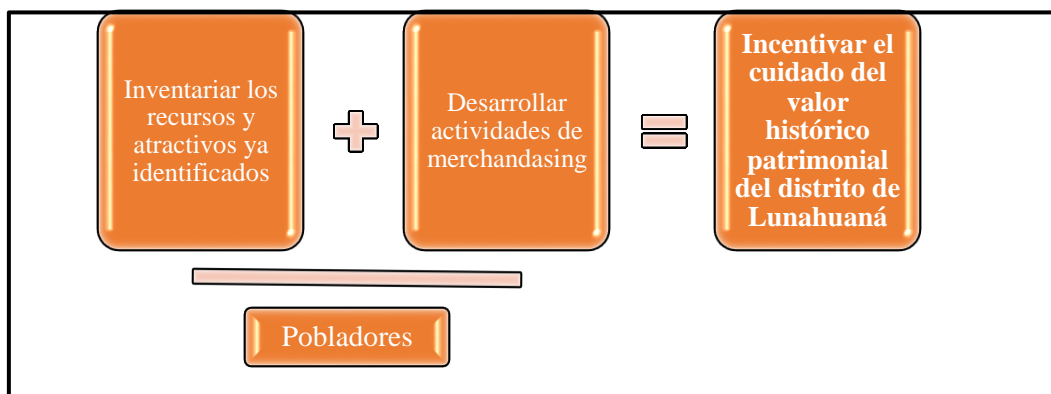 Inventariar los
recursos y
atractivos ya
identificados
Desarrollar
actividades de
merchandasing
Incentivar el
cuidado del
valor
histórico
patrimonial
del distrito de
Lunahuaná
Pobladores